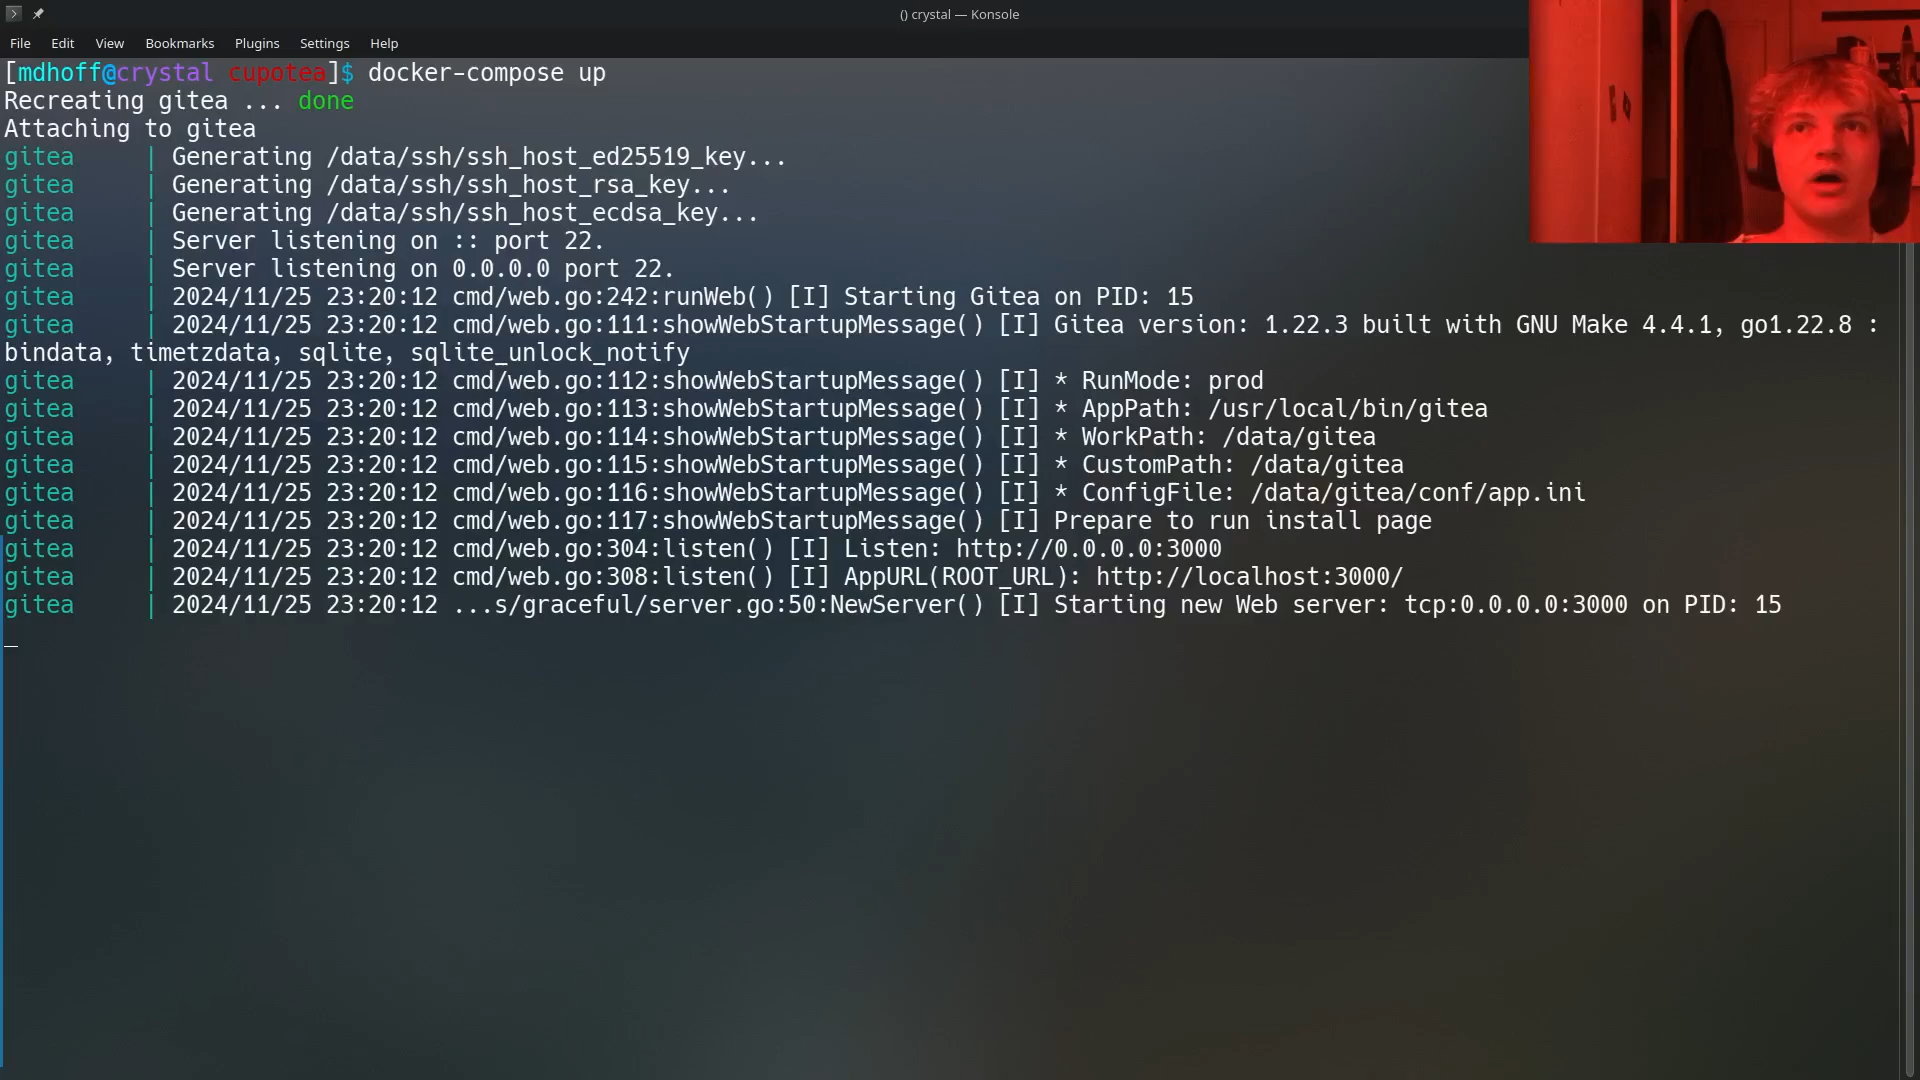 () crystal — Konsole
File Edit View Bookmarks Plugins Settings Help
[mdhoff@crystal cupotea]$ docker-compose up
Recreating gitea ... done
Attaching to gitea
gitea | Generating /data/ssh/ssh_host_ed25519_key...
gitea | Generating /data/ssh/ssh_host_rsa_key...
gitea | Generating /data/ssh/ssh_host_ecdsa_key...
gitea | Server listening on :: port 22.
gitea | Server listening on 0.0.0.0 port 22.
gitea | 2024/11/25 23:20:12 cmd/web.go:242:runWeb() [I] Starting Gitea on PID: 15
gitea | 2024/11/25 23:20:12 cmd/web.go:111:showWebStartupMessage() [I] Gitea version: 1.22.3 built with GNU Make 4.4.1, go1.22.8 :
bindata, timetzdata, sqlite, sqlite_unlock_notify
gitea | 2024/11/25 23:20:12 cmd/web.go:112:showWebStartupMessage() [I] * RunMode: prod
gitea | 2024/11/25 23:20:12 cmd/web.go:113:showWebStartupMessage() [I] * AppPath: /usr/local/bin/gitea
gitea | 2024/11/25 23:20:12 cmd/web.go:114:showWebStartupMessage() [I] * WorkPath: /data/gitea
gitea | 2024/11/25 23:20:12 cmd/web.go:115:showWebStartupMessage() [I] * CustomPath: /data/gitea
gitea | 2024/11/25 23:20:12 cmd/web.go:116:showWebStartupMessage() [I] * ConfigFile: /data/gitea/conf/app.ini
gitea | 2024/11/25 23:20:12 cmd/web.go:117:showWebStartupMessage() [I] Prepare to run install page
gitea | 2024/11/25 23:20:12 cmd/web.go:304:listen() [I] Listen: http://0.0.0.0:3000
gitea | 2024/11/25 23:20:12 cmd/web.go:308:listen() [I] AppURL(ROOT_URL): http://localhost:3000/
gitea | 2024/11/25 23:20:12 ...s/graceful/server.go:50:NewServer() [I] Starting new Web server: tcp:0.0.0.0:3000 on PID: 15